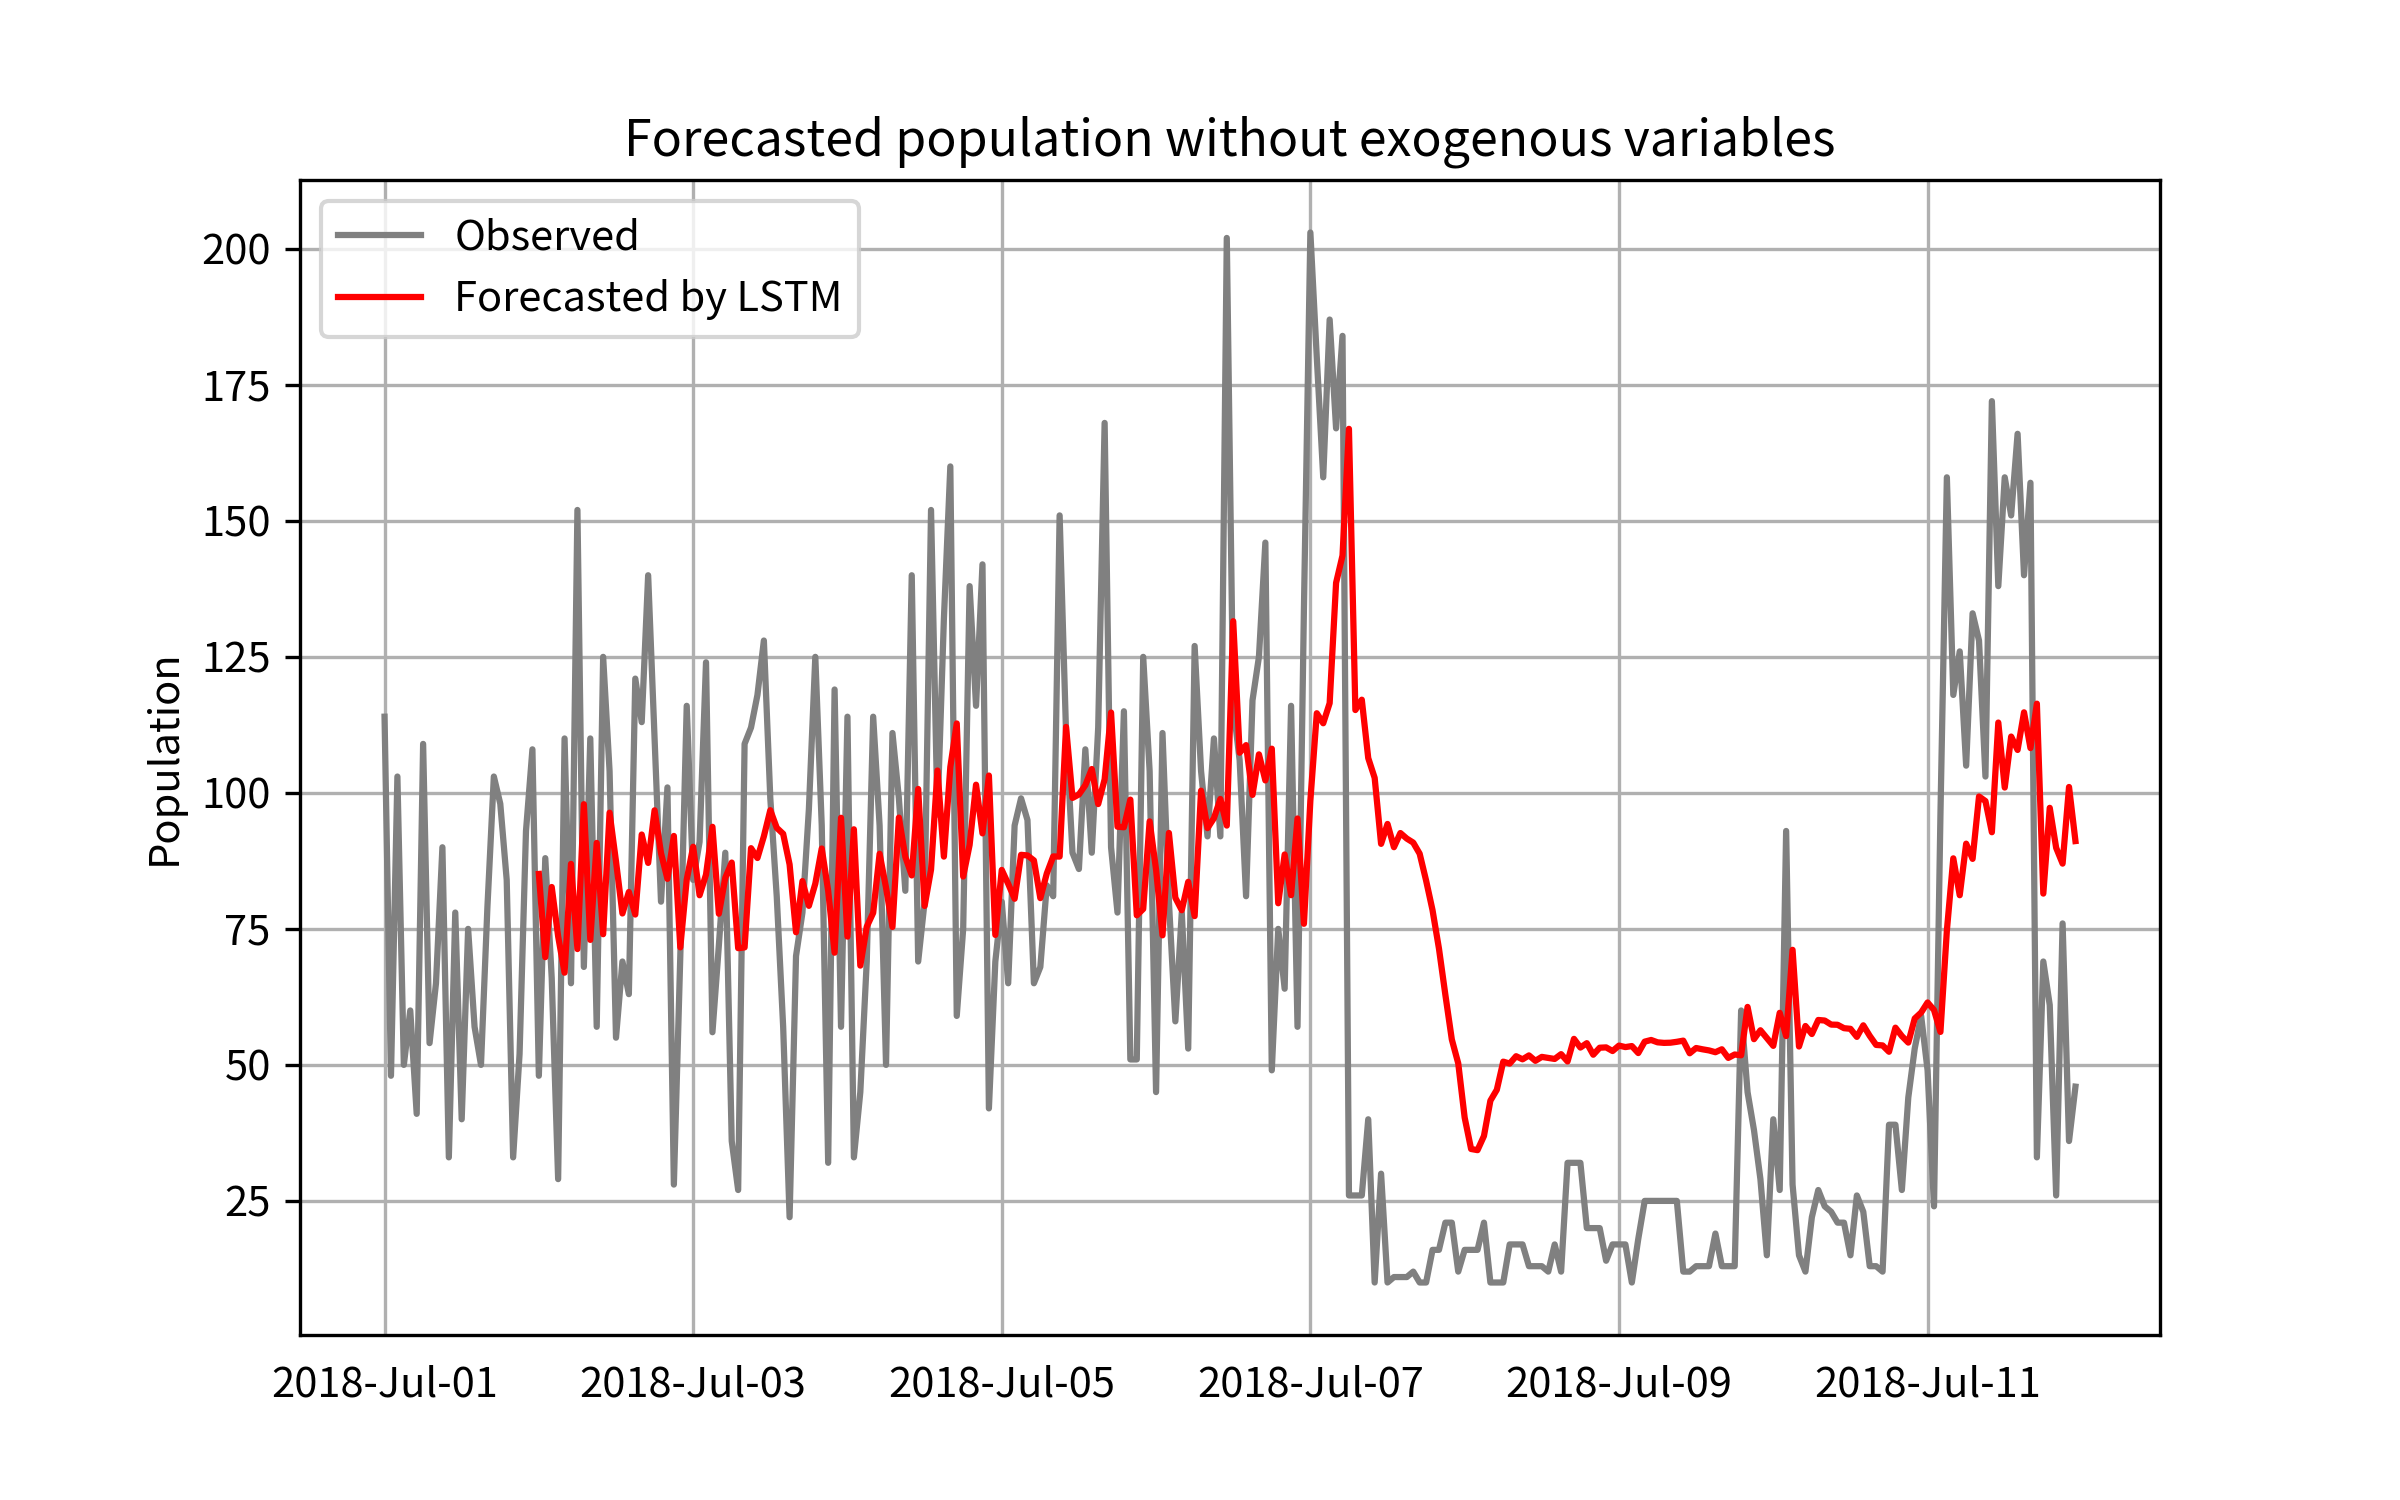 Forecasted population without exogenous variables
Observed
Forecasted by LSTM
Population
200
175
150
125
100
75
50
25
2018-Jul-01
2018-Jul-03
2018-Jul-05
2018-Jul-07
2018-Jul-09
2018-Jul-11